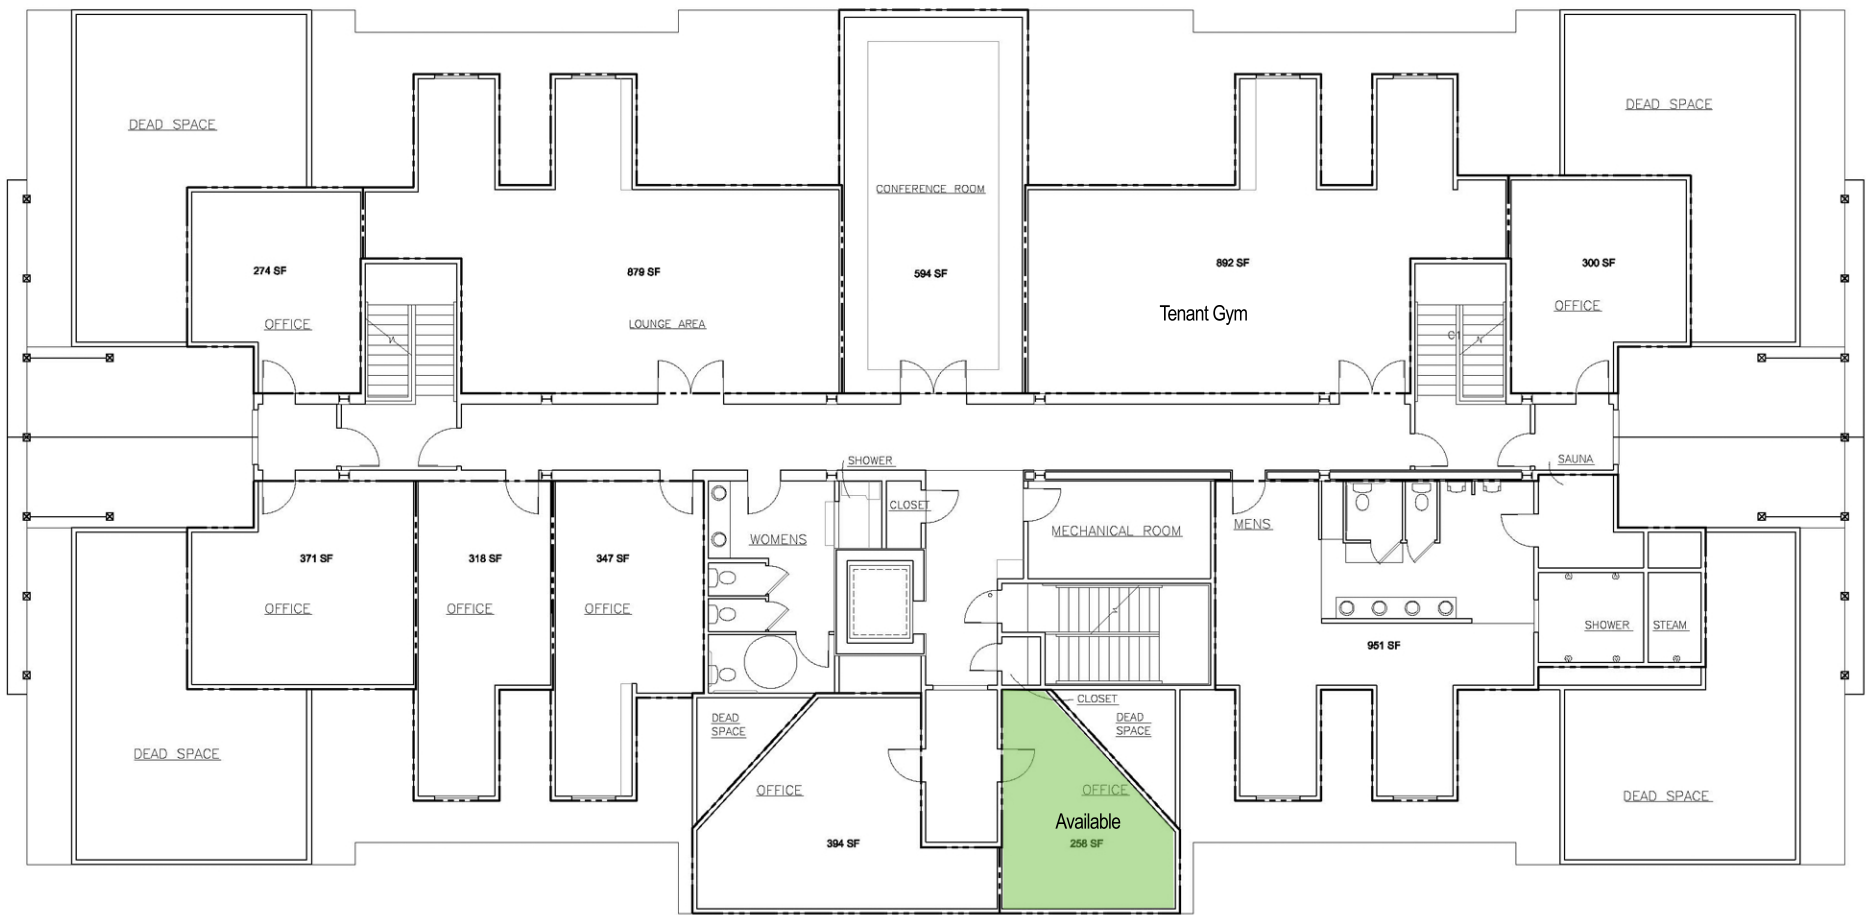 DEAD SPACE
DEAD SPACE
CONFERENCE ROOM
274 SF
879 SF
594 SF
892 SF
300 SF
OFFICE
LOUNGE AREA
Tenant Gym
OFFICE
SHOWER
SAUNA
CLOSET
WOMENS
MECHANICAL ROOM
MENS
371 SF
318 SF
347 SF
OFFICE
OFFICE
OFFICE
SHOWER
STEAM
951 SF
CLOSET
DEAD
SPACE
DEAD
SPACE
DEAD SPACE
OFFICE
OFFICE
DEAD SPACE
Available
394 SF
258 SF